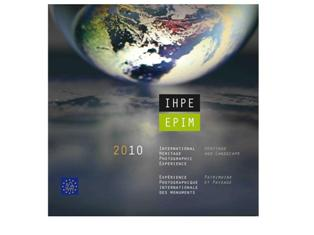 IHPE
EPIM
2010
International
Heritage
Photographic
Experience
Heritage
and Landscape
Expérience
Photographique
Internationale
des Monuments
Patrimoine
et Paysage